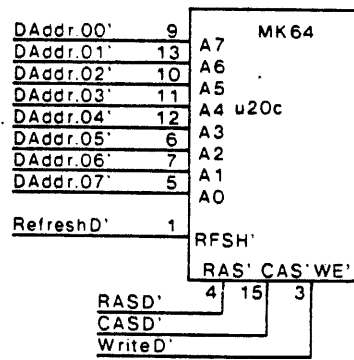 DAddr.00' 9 A7 MK64
DAddr.01' 13 A6
DAddr.02' 10 A5
DAddr.03' 11 A4 u20c
DAddr.04' 12 A3
DAddr.05' 6 A2
DAddr.06' 7 A1
DAddr.07' 5 A0
RefreshD' 1 RFSH'
RAS' CAS' WE'
4 15 3
RASD'
CASD'
WriteD'